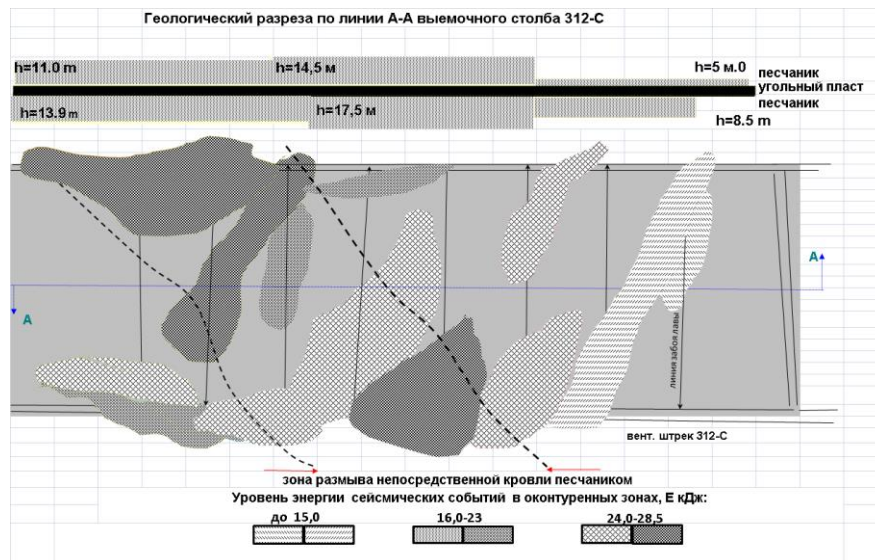 Геологический разреза по линии А-А выемочного столба 312-С
h=11.0 m
h=14,5 м
h=5 м.0
песчаник
угольный пласт
песчаник
h=13.9 m
h=17,5 м
h=8.5 m
А
А
линия забоя лавы
вент. штрек 312-С
зона размыва непосредственной кровли песчаником
Уровень энергии сейсмических событий в оконтуренных зонах, Е кДж:
до 15,0
16,0-23
24,0-28,5